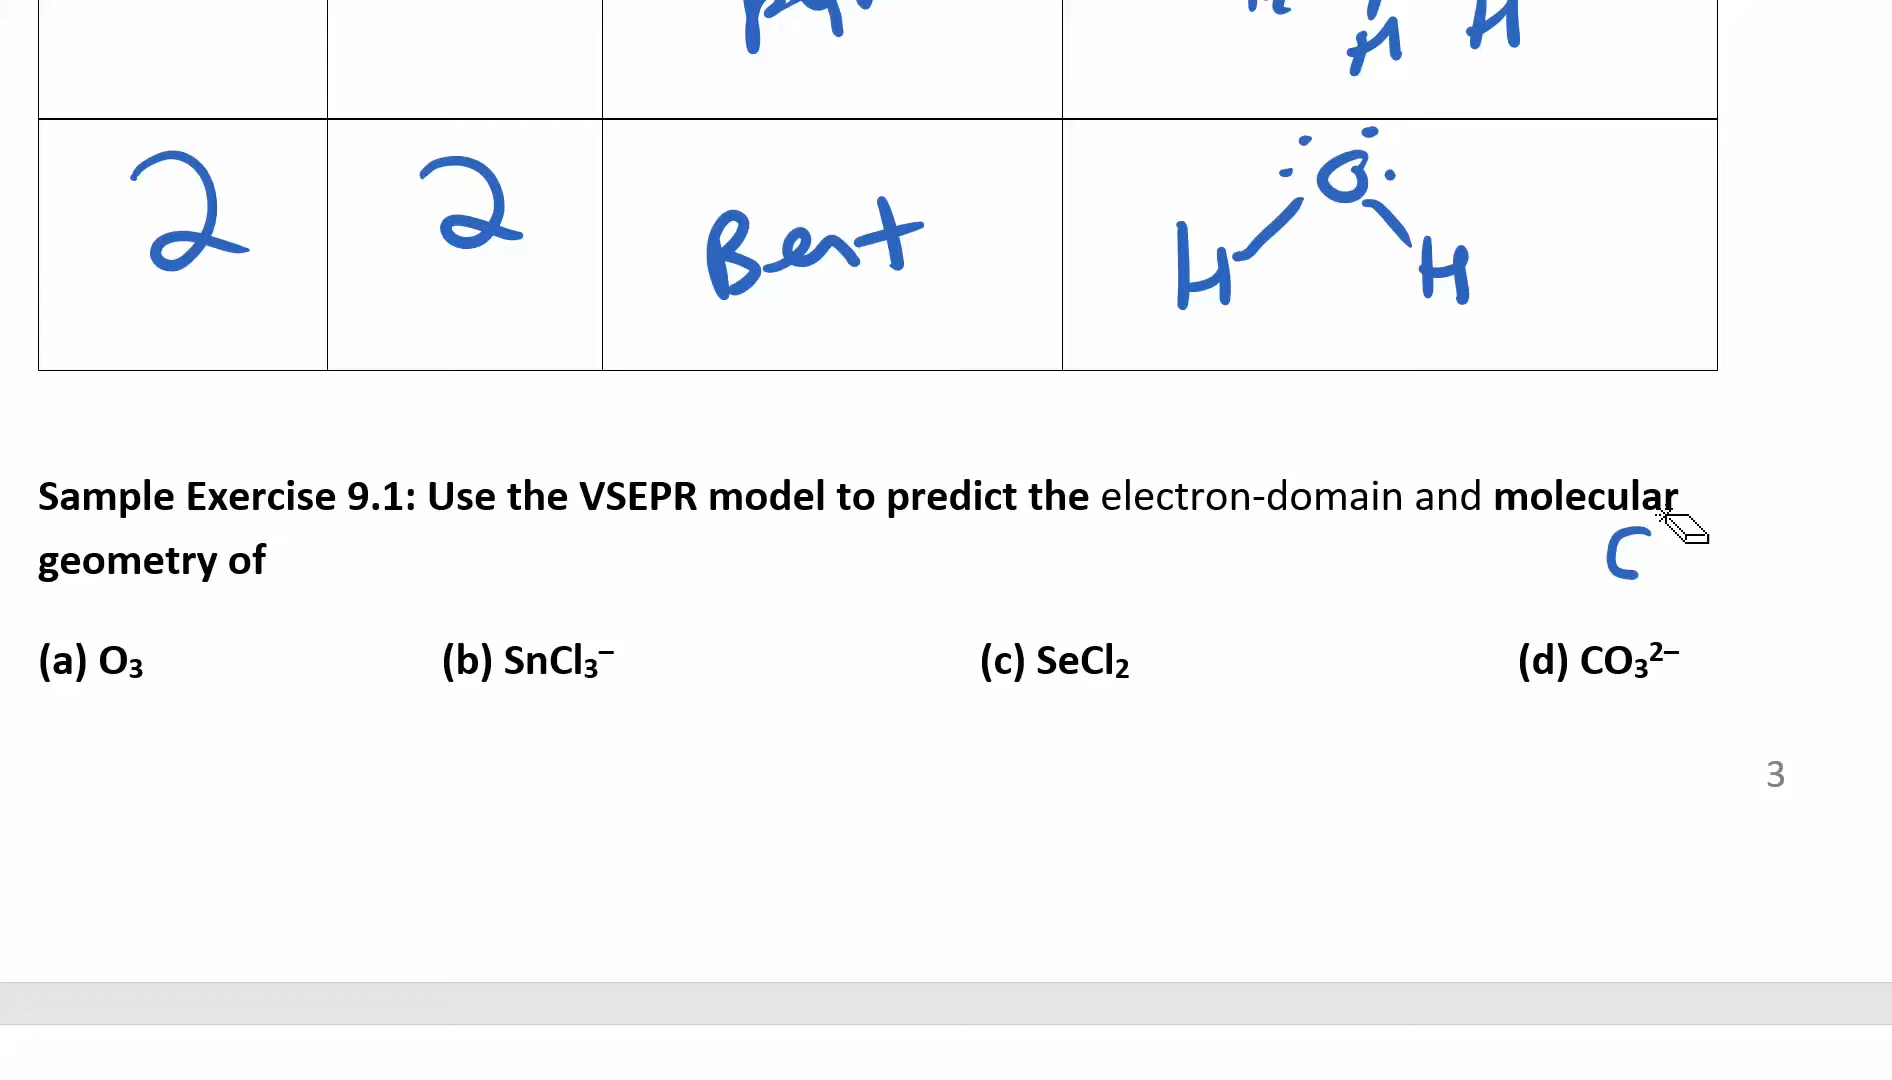 H H
2 2 Bent :O: H H
Sample Exercise 9.1: Use the VSEPR model to predict the electron-domain and molecular
C
geometry of
(a) O₃ (b) SnCl₃⁻ (c) SeCl₂ (d) CO₃²⁻
3